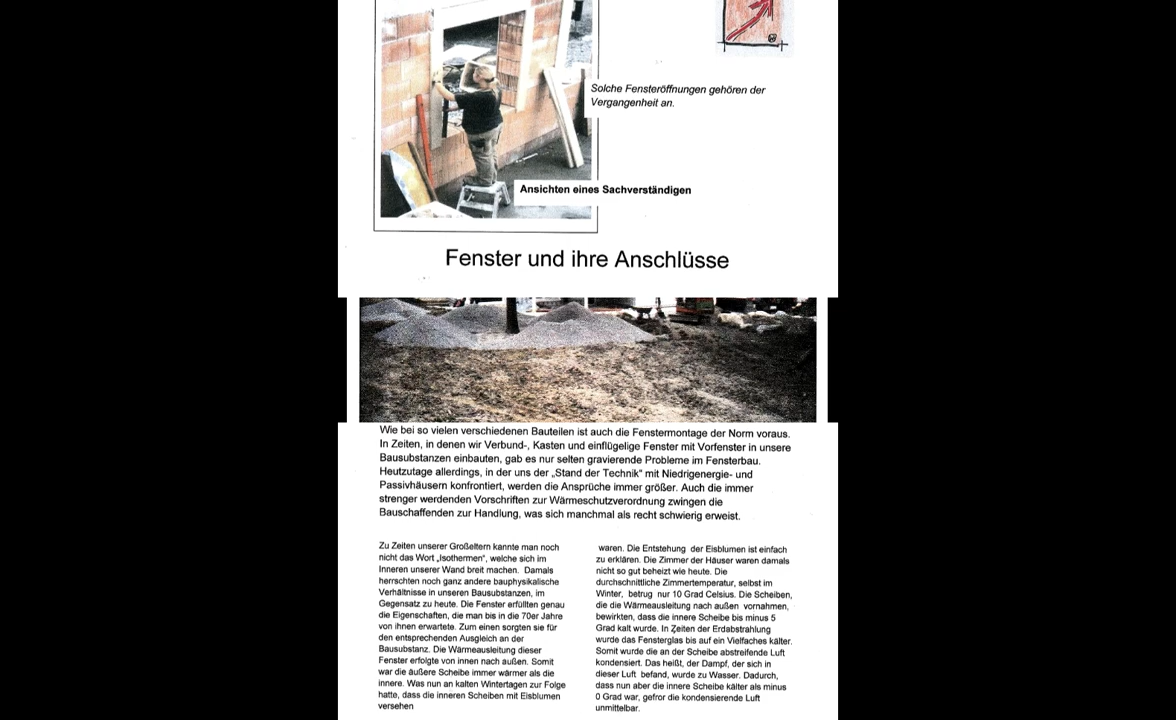 Solche Fensteröffnungen gehören der
Vergangenheit an.
Ansichten eines Sachverständigen
Fenster und ihre Anschlüsse
Wie bei so vielen verschiedenen Bauteilen ist auch die Fenstermontage der Norm voraus.
In Zeiten, in denen wir Verbund-, Kasten und einflügelige Fenster mit Vorfenster in unsere
Bausubstanzen einbauten, gab es nur selten gravierende Probleme im Fensterbau.
Heutzutage allerdings, in der uns der „Stand der Technik“ mit Niedrigenergie- und
Passivhäusern konfrontiert, werden die Ansprüche immer größer. Auch die immer
strenger werdenden Vorschriften zur Wärmeschutzverordnung zwingen die
Bauschaffenden zur Handlung, was sich manchmal als recht schwierig erweist.
Zu Zeiten unserer Großeltern kannte man noch
nicht das Wort „Isothermen“, welche sich im
Inneren unserer Wand breit machen. Damals
herrschten noch ganz andere bauphysikalische
Verhältnisse in unseren Bausubstanzen, im
Gegensatz zu heute. Die Fenster erfüllten genau
die Eigenschaften, die man bis in die 70er Jahre
von ihnen erwartete. Zum einen sorgten sie für
den entsprechenden Ausgleich an der
Bausubstanz. Die Wärmeausleitung dieser
Fenster erfolgte von innen nach außen. Somit
war die äußere Scheibe immer wärmer als die
innere. Was nun an kalten Wintertagen zur Folge
hatte, dass die inneren Scheiben mit Eisblumen
versehen
waren. Die Entstehung der Eisblumen ist einfach
zu erklären. Die Zimmer der Häuser waren damals
nicht so gut beheizt wie heute. Die
durchschnittliche Zimmertemperatur, selbst im
Winter, betrug nur 10 Grad Celsius. Die Scheiben,
die die Wärmeausleitung nach außen vornahmen,
bewirkten, dass die innere Scheibe bis minus 5
Grad kalt wurde. In Zeiten der Erdabstrahlung
wurde das Fensterglas bis auf ein Vielfaches kälter.
Somit wurde die an der Scheibe abstreifende Luft
kondensiert. Das heißt, der Dampf, der sich in
dieser Luft befand, wurde zu Wasser. Dadurch,
dass nun aber die innere Scheibe kälter als minus
0 Grad war, gefror die kondensierende Luft
unmittelbar.